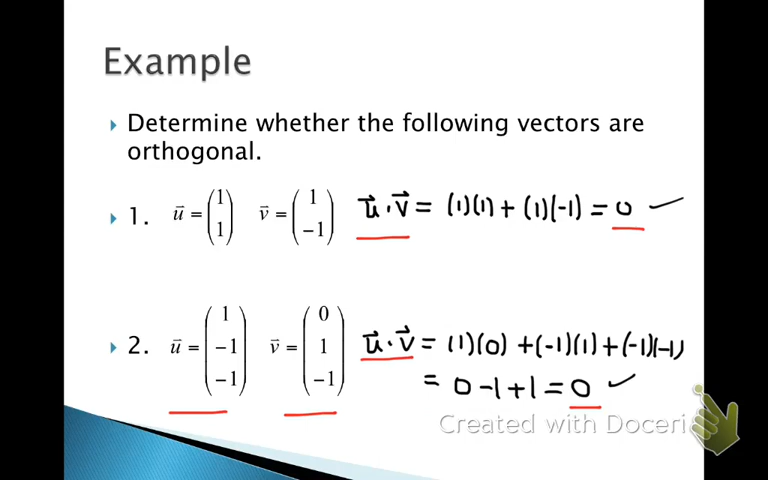 Example
Determine whether the following vectors are
orthogonal.
1. u⃗ = (1 1) v⃗ = (1 −1) u⃗·v⃗ = (1)(1) + (1)(-1) = 0 ✓
2. u⃗ = (1 −1 −1) v⃗ = (0 1 −1) u⃗·v⃗ = (1)(0) + (-1)(1) + (-1)(-1)
= 0 - 1 + 1 = 0 ✓
Created with Doceri